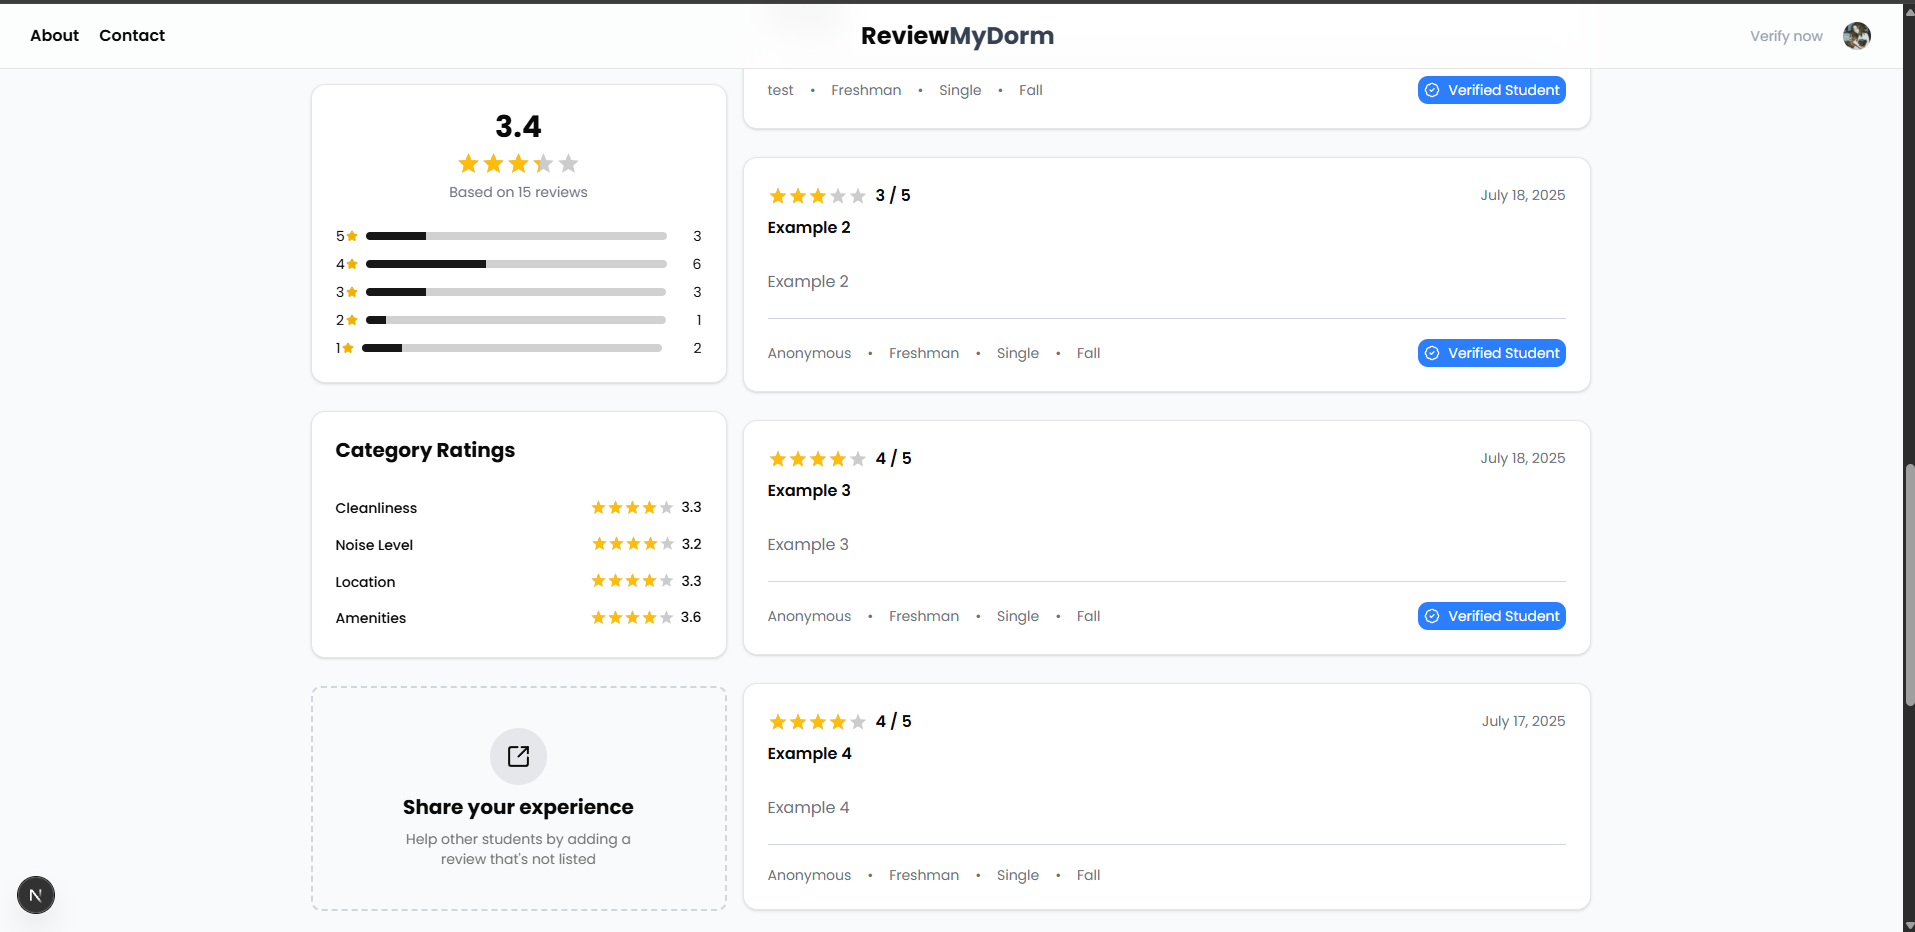 About Contact
ReviewMyDorm
Verify now
3.4
Based on 15 reviews
5 3
4 6
3 3
2 1
1 2
Category Ratings
Cleanliness 3.3
Noise Level 3.2
Location 3.3
Amenities 3.6
Share your experience
Help other students by adding a
review that's not listed
N
test • Freshman • Single • Fall
Verified Student
3 / 5
July 18, 2025
Example 2
Example 2
Anonymous • Freshman • Single • Fall
Verified Student
4 / 5
July 18, 2025
Example 3
Example 3
Anonymous • Freshman • Single • Fall
Verified Student
4 / 5
July 17, 2025
Example 4
Example 4
Anonymous • Freshman • Single • Fall